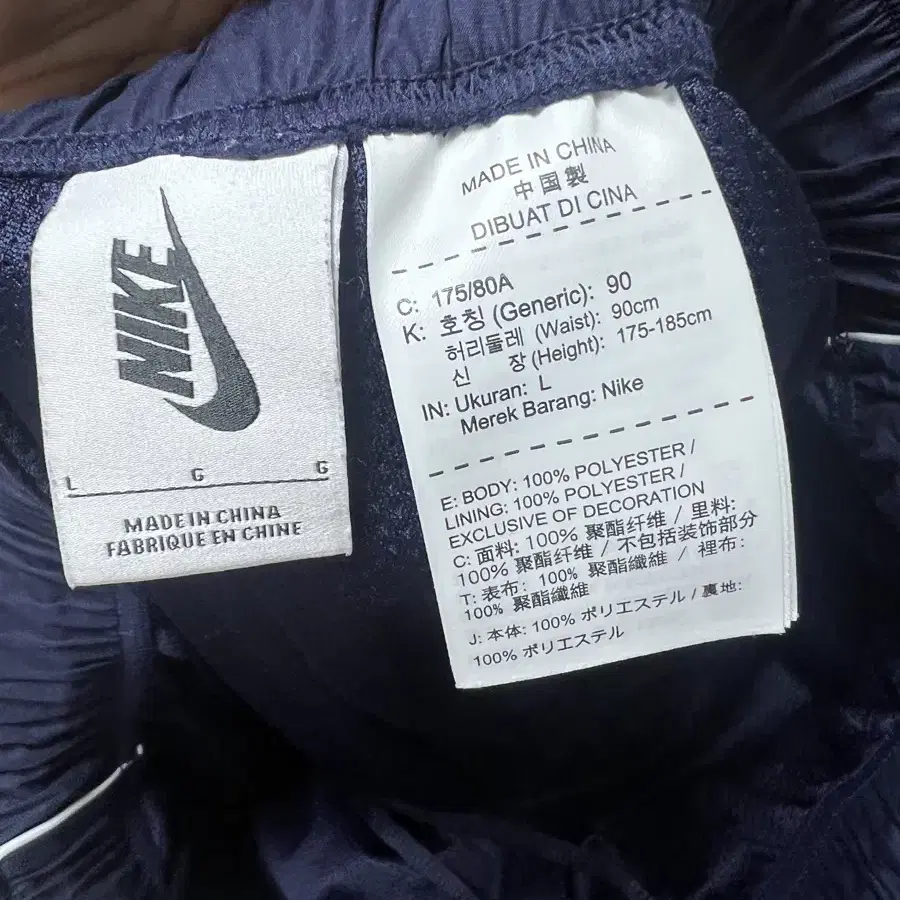 NIKE
L G G
MADE IN CHINA
FABRIQUE EN CHINE
MADE IN CHINA
中国製
DIBUAT DI CINA
C: 175/80A
K: 호칭 (Generic): 90
허리둘레 (Waist): 90cm
신 장 (Height): 175-185cm
IN: Ukuran: L
Merek Barang: Nike
E: BODY: 100% POLYESTER /
LINING: 100% POLYESTER /
EXCLUSIVE OF DECORATION
C: 面料: 100% 聚酯纤维 / 里料:
100% 聚酯纤维 / 不包括装饰部分
T: 表布: 100% 聚酯纖維 / 裡布:
100% 聚酯纖維
J: 本体: 100% ポリエステル / 裏地:
100% ポリエステル